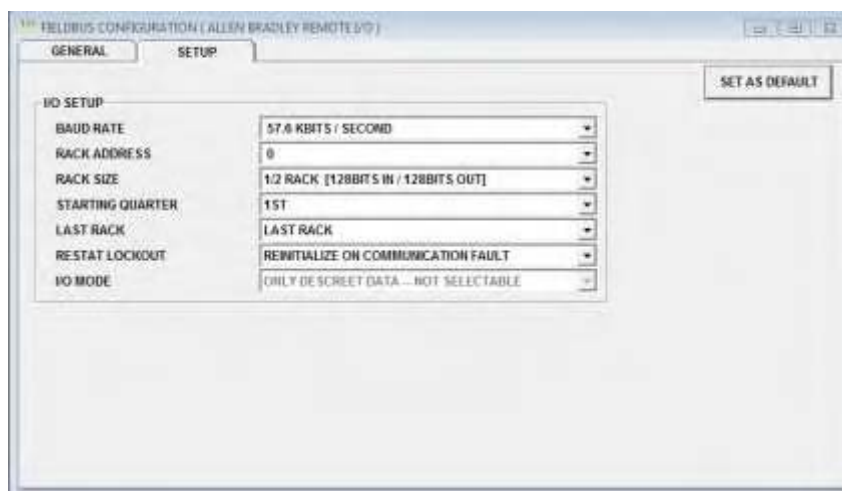 FIELDBUS CONFIGURATION ( ALLEN BRADLEY REMOTE I/O )
GENERAL SETUP
SET AS DEFAULT
I/O SETUP
BAUD RATE 57.6 KBITS / SECOND
RACK ADDRESS 0
RACK SIZE 1/2 RACK [128BITS IN / 128BITS OUT]
STARTING QUARTER 1ST
LAST RACK LAST RACK
RESTAT LOCKOUT REINITIALIZE ON COMMUNICATION FAULT
I/O MODE ONLY DESCREET DATA -- NOT SELECTABLE